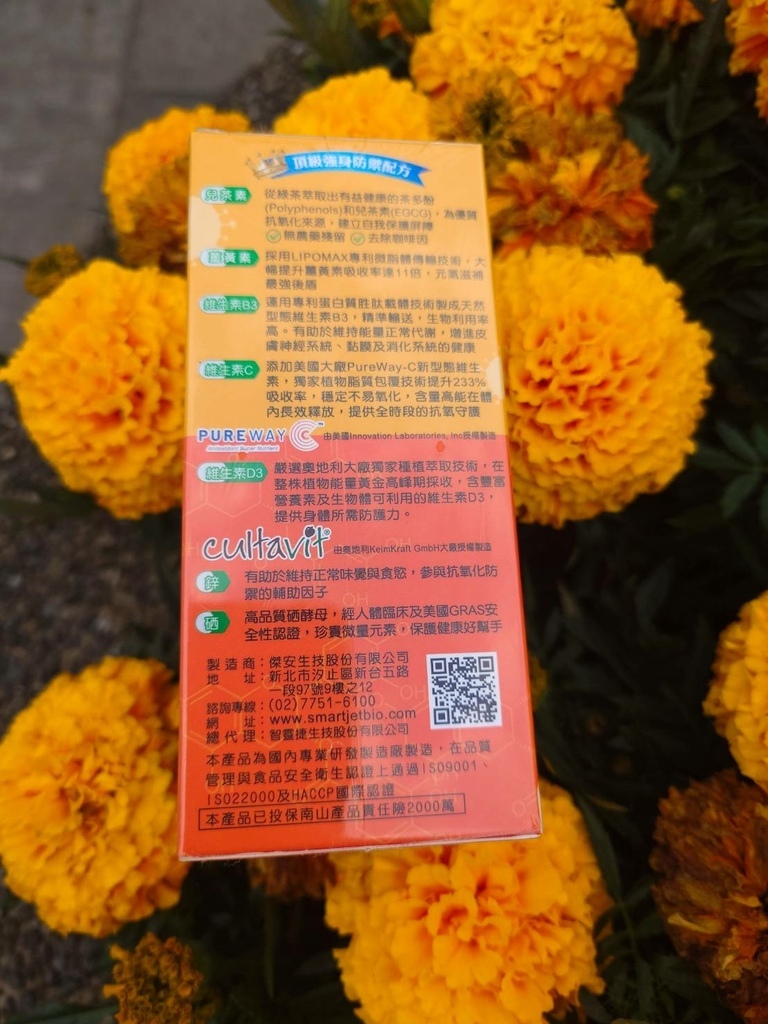 頂級強身防禦配方
兒茶素
從綠茶萃取出有益健康的茶多酚
(Polyphenols)和兒茶素(EGCG)，為優質
抗氧化來源，建立自我保護屏障
無農藥殘留 去除咖啡因
薑黃素
採用LIPOMAX專利微脂體傳輸技術，大
幅提升薑黃素吸收率達11倍，元氣滋補
最強後盾
維生素B3
運用專利蛋白質胜肽載體技術製成天然
型態維生素B3，精準輸送，生物利用率
高。有助於維持能量正常代謝，增進皮
膚神經系統、黏膜及消化系統的健康
維生素C
添加美國大廠PureWay-C新型態維生
素，獨家植物脂質包覆技術提升233%
吸收率，穩定不易氧化，含量高能在體
內長效釋放，提供全時段的抗氧守護
PUREWAY C™
由美國Innovation Laboratories, Inc授權製造
維生素D3
嚴選奧地利大廠獨家種植萃取技術，在
整株植物能量黃金高峰期採收，含豐富
營養素及生物體可利用的維生素D3，
提供身體所需防護力。
cultavit®
由奧地利KeimKraft GmbH大廠授權製造
鋅
有助於維持正常味覺與食慾，參與抗氧化防
禦的輔助因子
硒
高品質硒酵母，經人體臨床及美國GRAS安
全性認證，珍貴微量元素，保護健康好幫手
製造商：傑安生技股份有限公司
地址：新北市汐止區新台五路
一段97號9樓之12
諮詢專線：(02)7751-6100
網址：www.smartjetbio.com
總代理：智靈捷生技股份有限公司
本產品為國內專業研發製造廠製造，在品質
管理與食品安全衛生認證上通過ISO9001、
ISO22000及HACCP國際認證
本產品已投保南山產品責任險2000萬